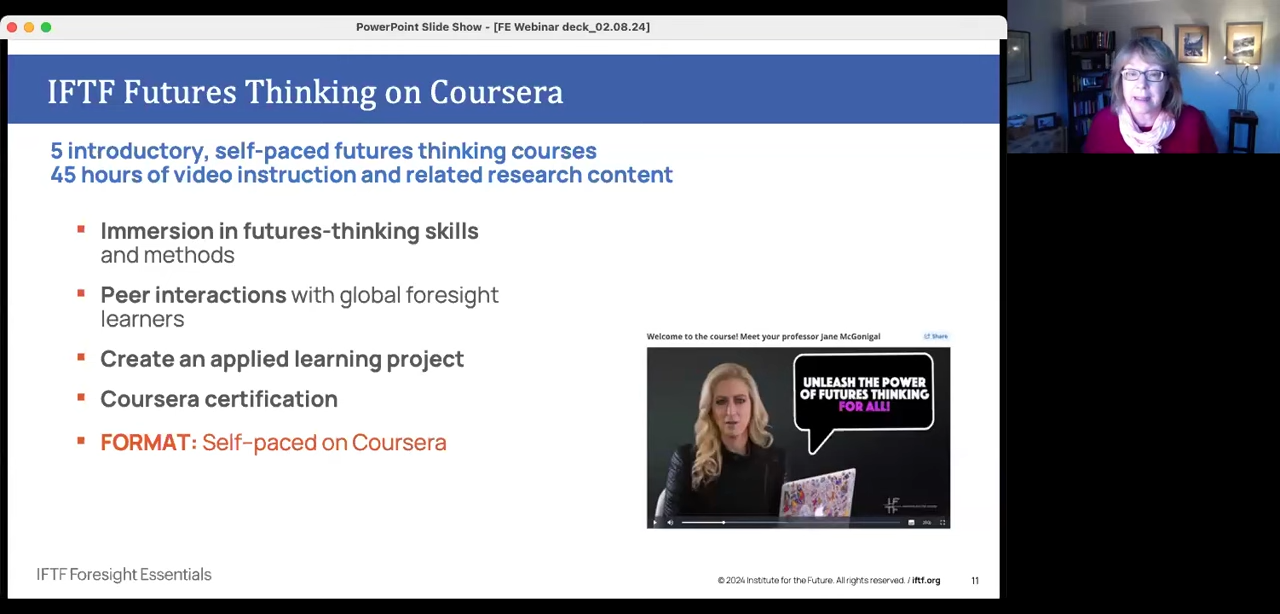 PowerPoint Slide Show - [FE Webinar deck_02.08.24]
IFTF Futures Thinking on Coursera
5 introductory, self-paced futures thinking courses
45 hours of video instruction and related research content
▪ Immersion in futures-thinking skills
and methods
▪ Peer interactions with global foresight
learners
▪ Create an applied learning project
▪ Coursera certification
▪ FORMAT: Self-paced on Coursera
Welcome to the course! Meet your professor Jane McGonigal
Share
UNLEASH THE POWER
OF FUTURES THINKING
FOR ALL!
IFTF Foresight Essentials
© 2024 Institute for the Future. All rights reserved. / iftf.org
11